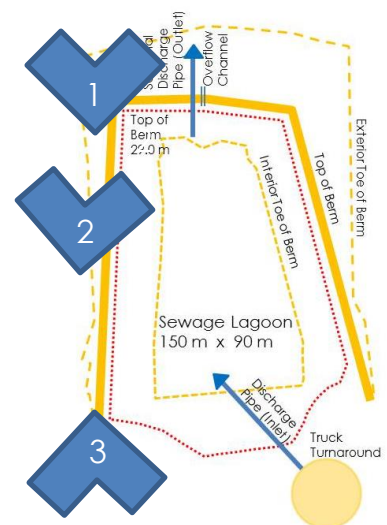 Discharge
Pipe (Outlet)
Overflow
Channel
1
Top of
Berm
Exterior Toe of Berm
Top of Berm
Interior Toe of Berm
2
Sewage Lagoon
150 m x 90 m
Discharge
Pipe (Inlet)
3
Truck
Turnaround